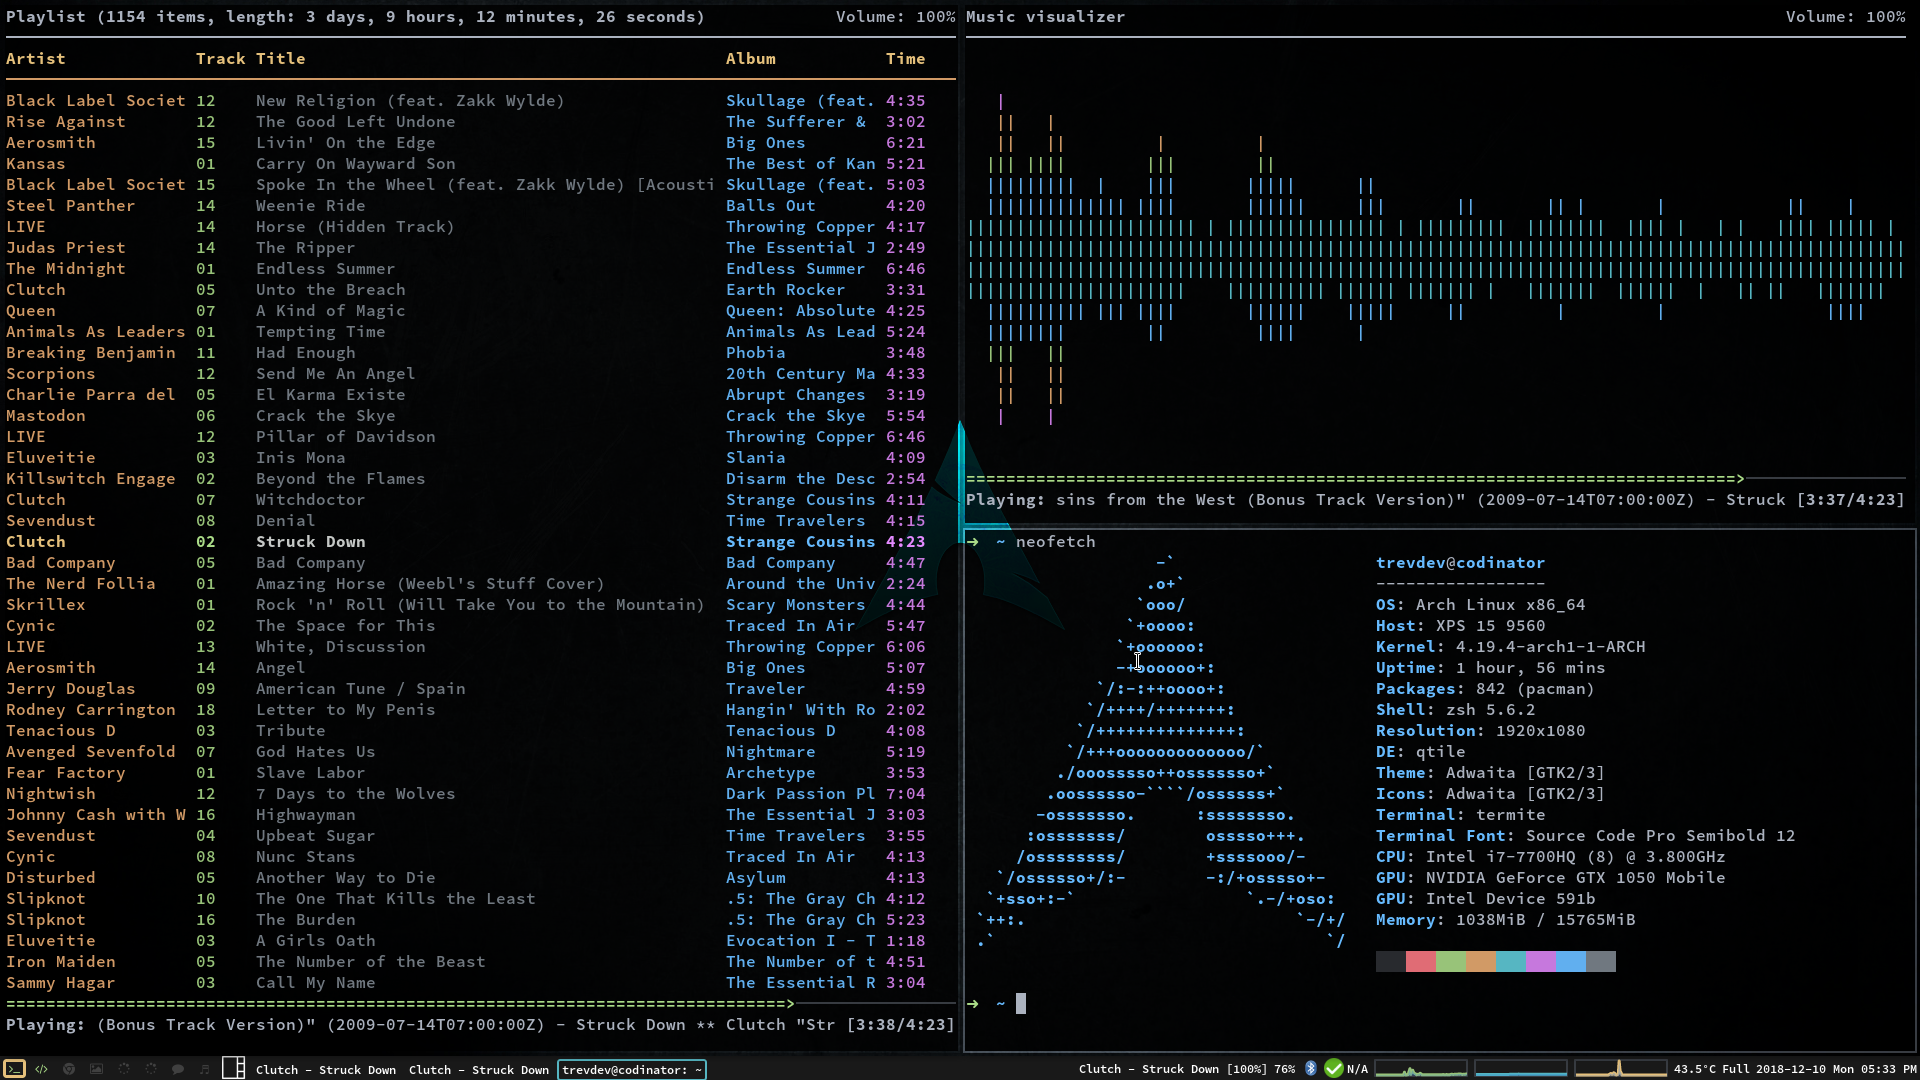 Playlist (1154 items, length: 3 days, 9 hours, 12 minutes, 26 seconds) Volume: 100%
Artist Track Title Album Time
Black Label Societ 12 New Religion (feat. Zakk Wylde) Skullage (feat. 4:35
Rise Against 12 The Good Left Undone The Sufferer & 3:02
Aerosmith 15 Livin' On the Edge Big Ones 6:21
Kansas 01 Carry On Wayward Son The Best of Kan 5:21
Black Label Societ 15 Spoke In the Wheel (feat. Zakk Wylde) [Acousti Skullage (feat. 5:03
Steel Panther 14 Weenie Ride Balls Out 4:20
LIVE 14 Horse (Hidden Track) Throwing Copper 4:17
Judas Priest 14 The Ripper The Essential J 2:49
The Midnight 01 Endless Summer Endless Summer 6:46
Clutch 05 Unto the Breach Earth Rocker 3:31
Queen 07 A Kind of Magic Queen: Absolute 4:25
Animals As Leaders 01 Tempting Time Animals As Lead 5:24
Breaking Benjamin 11 Had Enough Phobia 3:48
Scorpions 12 Send Me An Angel 20th Century Ma 4:33
Charlie Parra del 05 El Karma Existe Abrupt Changes 3:19
Mastodon 06 Crack the Skye Crack the Skye 5:54
LIVE 12 Pillar of Davidson Throwing Copper 6:46
Eluveitie 03 Inis Mona Slania 4:09
Killswitch Engage 02 Beyond the Flames Disarm the Desc 2:54
Clutch 07 Witchdoctor Strange Cousins 4:11
Sevendust 08 Denial Time Travelers 4:15
Clutch 02 Struck Down Strange Cousins 4:23
Bad Company 05 Bad Company Bad Company 4:47
The Nerd Follia 01 Amazing Horse (Weebl's Stuff Cover) Around the Univ 2:24
Skrillex 01 Rock 'n' Roll (Will Take You to the Mountain) Scary Monsters 4:44
Cynic 02 The Space for This Traced In Air 5:47
LIVE 13 White, Discussion Throwing Copper 6:06
Aerosmith 14 Angel Big Ones 5:07
Jerry Douglas 09 American Tune / Spain Traveler 4:59
Rodney Carrington 18 Letter to My Penis Hangin' With Ro 2:02
Tenacious D 03 Tribute Tenacious D 4:08
Avenged Sevenfold 07 God Hates Us Nightmare 5:19
Fear Factory 01 Slave Labor Archetype 3:53
Nightwish 12 7 Days to the Wolves Dark Passion Pl 7:04
Johnny Cash with W 16 Highwayman The Essential J 3:03
Sevendust 04 Upbeat Sugar Time Travelers 3:55
Cynic 08 Nunc Stans Traced In Air 4:13
Disturbed 05 Another Way to Die Asylum 4:13
Slipknot 10 The One That Kills the Least .5: The Gray Ch 4:12
Slipknot 16 The Burden .5: The Gray Ch 5:23
Eluveitie 03 A Girls Oath Evocation I – T 1:18
Iron Maiden 05 The Number of the Beast The Number of t 4:51
Sammy Hagar 03 Call My Name The Essential R 3:04
Playing: (Bonus Track Version)" (2009-07-14T07:00:00Z) - Struck Down ** Clutch "Str [3:38/4:23]
Music visualizer Volume: 100%
Playing: sins from the West (Bonus Track Version)" (2009-07-14T07:00:00Z) - Struck [3:37/4:23]
➜ ~ neofetch
trevdev@codinator
-----------------
OS: Arch Linux x86_64
Host: XPS 15 9560
Kernel: 4.19.4-arch1-1-ARCH
Uptime: 1 hour, 56 mins
Packages: 842 (pacman)
Shell: zsh 5.6.2
Resolution: 1920x1080
DE: qtile
Theme: Adwaita [GTK2/3]
Icons: Adwaita [GTK2/3]
Terminal: termite
Terminal Font: Source Code Pro Semibold 12
CPU: Intel i7-7700HQ (8) @ 3.800GHz
GPU: NVIDIA GeForce GTX 1050 Mobile
GPU: Intel Device 591b
Memory: 1038MiB / 15765MiB
➜ ~
Clutch - Struck Down Clutch - Struck Down trevdev@codinator: ~ Clutch - Struck Down [100%] 76% N/A 43.5°C Full 2018-12-10 Mon 05:33 PM